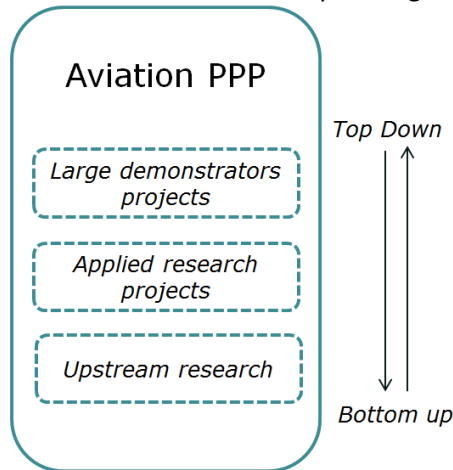 Aviation PPP
Top Down
Large demonstrators
projects
Applied research
projects
Upstream research
Bottom up